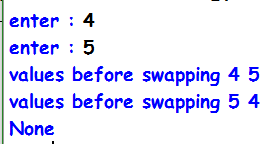 enter : 4
enter : 5
values before swapping 4 5
values before swapping 5 4
None